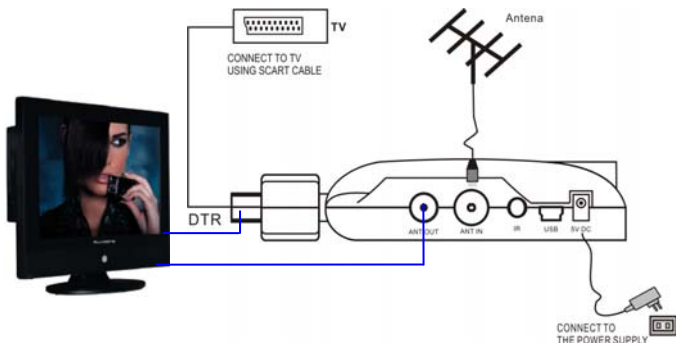 Antena
TV
CONNECT TO TV
USING SCART CABLE
DTR
ANT OUT
ANT IN
IR
USB
5V DC
CONNECT TO
THE POWER SUPPLY